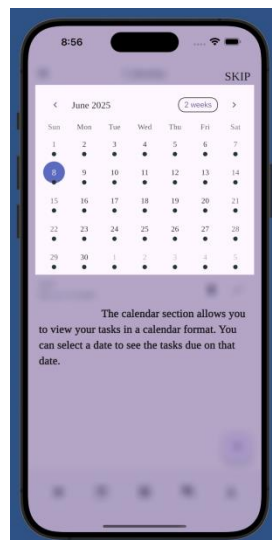 8:56
SKIP
June 2025
2 weeks
Sun Mon Tue Wed Thu Fri Sat
1 2 3 4 5 6 7
8 9 10 11 12 13 14
15 16 17 18 19 20 21
22 23 24 25 26 27 28
29 30 1 2 3 4 5
The calendar section allows you
to view your tasks in a calendar format. You
can select a date to see the tasks due on that
date.